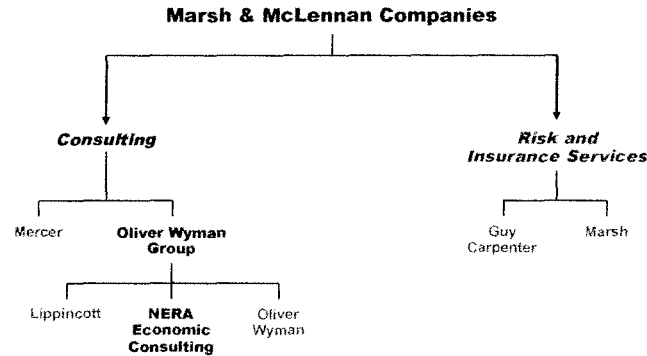 Marsh & McLennan Companies
Consulting
Risk and
Insurance Services
Mercer
Oliver Wyman
Group
Guy
Carpenter
Marsh
Lippincott
NERA
Economic
Consulting
Oliver
Wyman